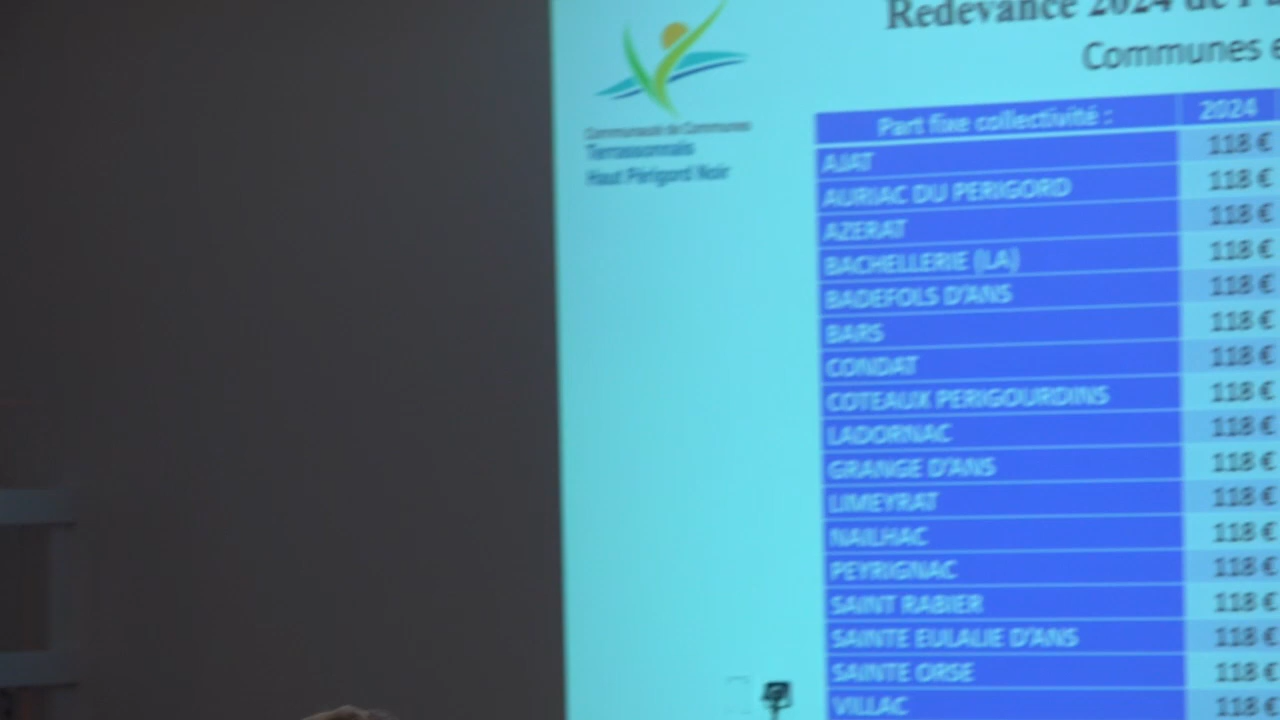 Redevance 2024 de l'a
Communes e
Communauté de Communes
Terrassonnais
Haut Périgord Noir
Part fixe collectivité : 2024
AJAT 118 €
AURIAC DU PERIGORD 118 €
AZERAT 118 €
BACHELLERIE (LA) 118 €
BADEFOLS D'ANS 118 €
BARS 118 €
CONDAT 118 €
COTEAUX PERIGOURDINS 118 €
LADORNAC 118 €
GRANGE D'ANS 118 €
LIMEYRAT 118 €
NAILHAC 118 €
PEYRIGNAC 118 €
SAINT RABIER 118 €
SAINTE EULALIE D'ANS 118 €
SAINTE ORSE 118 €
VILLAC 118 €